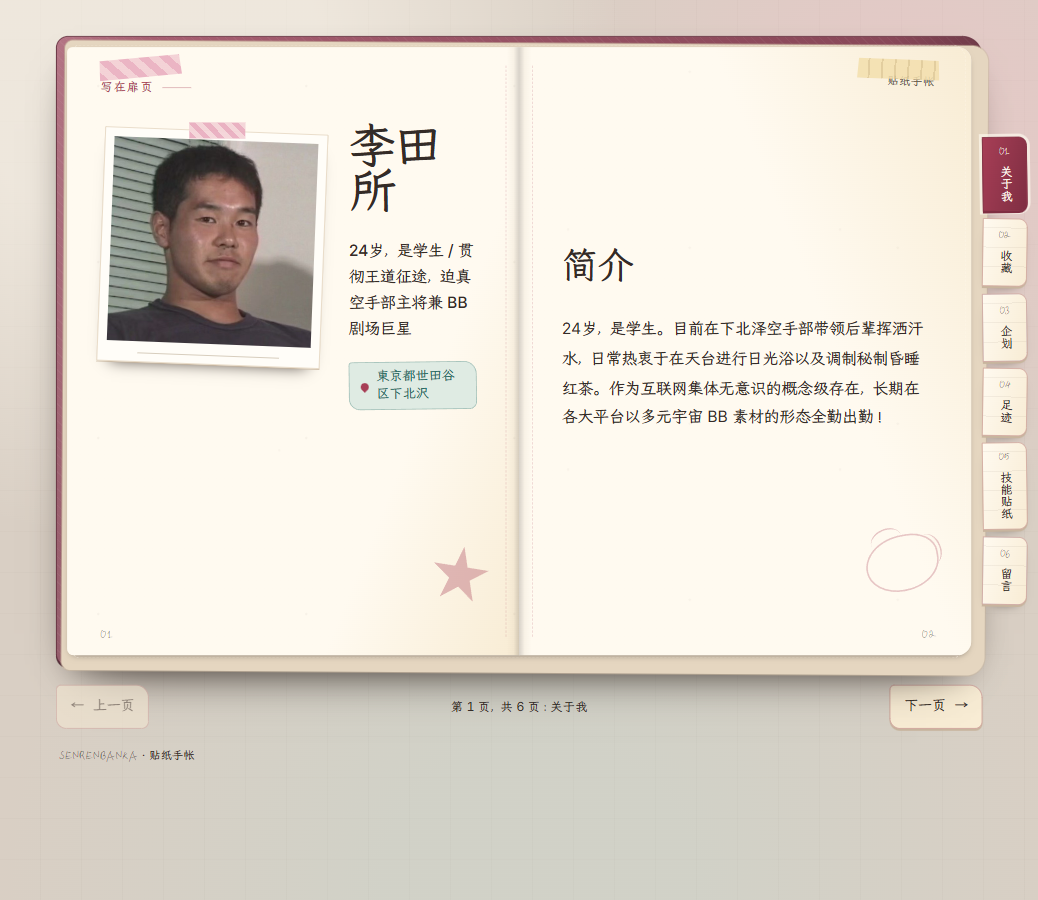 写在扉页
李田
所
24岁，是学生 / 贯
彻王道征途，迫真
空手部主将兼 BB
剧场巨星
東京都世田谷
区下北沢
01
贴纸手帐
简介
24岁，是学生。目前在下北泽空手部带领后辈挥洒汗
水，日常热衷于在天台进行日光浴以及调制秘制昏睡
红茶。作为互联网集体无意识的概念级存在，长期在
各大平台以多元宇宙 BB 素材的形态全勤出勤！
02
01
关于我
02
收藏
03
企划
04
足迹
05
技能贴纸
06
留言
← 上一页
第 1 页，共 6 页：关于我
下一页 →
SENRENBANKA · 贴纸手帐